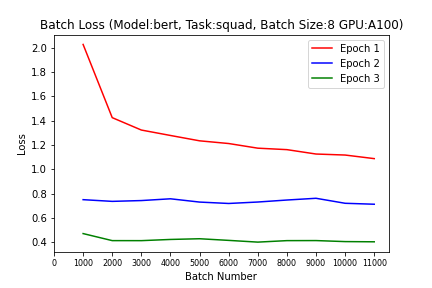 Batch Loss (Model:bert, Task:squad, Batch Size:8 GPU:A100)
Epoch 1
Epoch 2
Epoch 3
Loss
2.0
1.8
1.6
1.4
1.2
1.0
0.8
0.6
0.4
0 1000 2000 3000 4000 5000 6000 7000 8000 9000 10000 11000
Batch Number